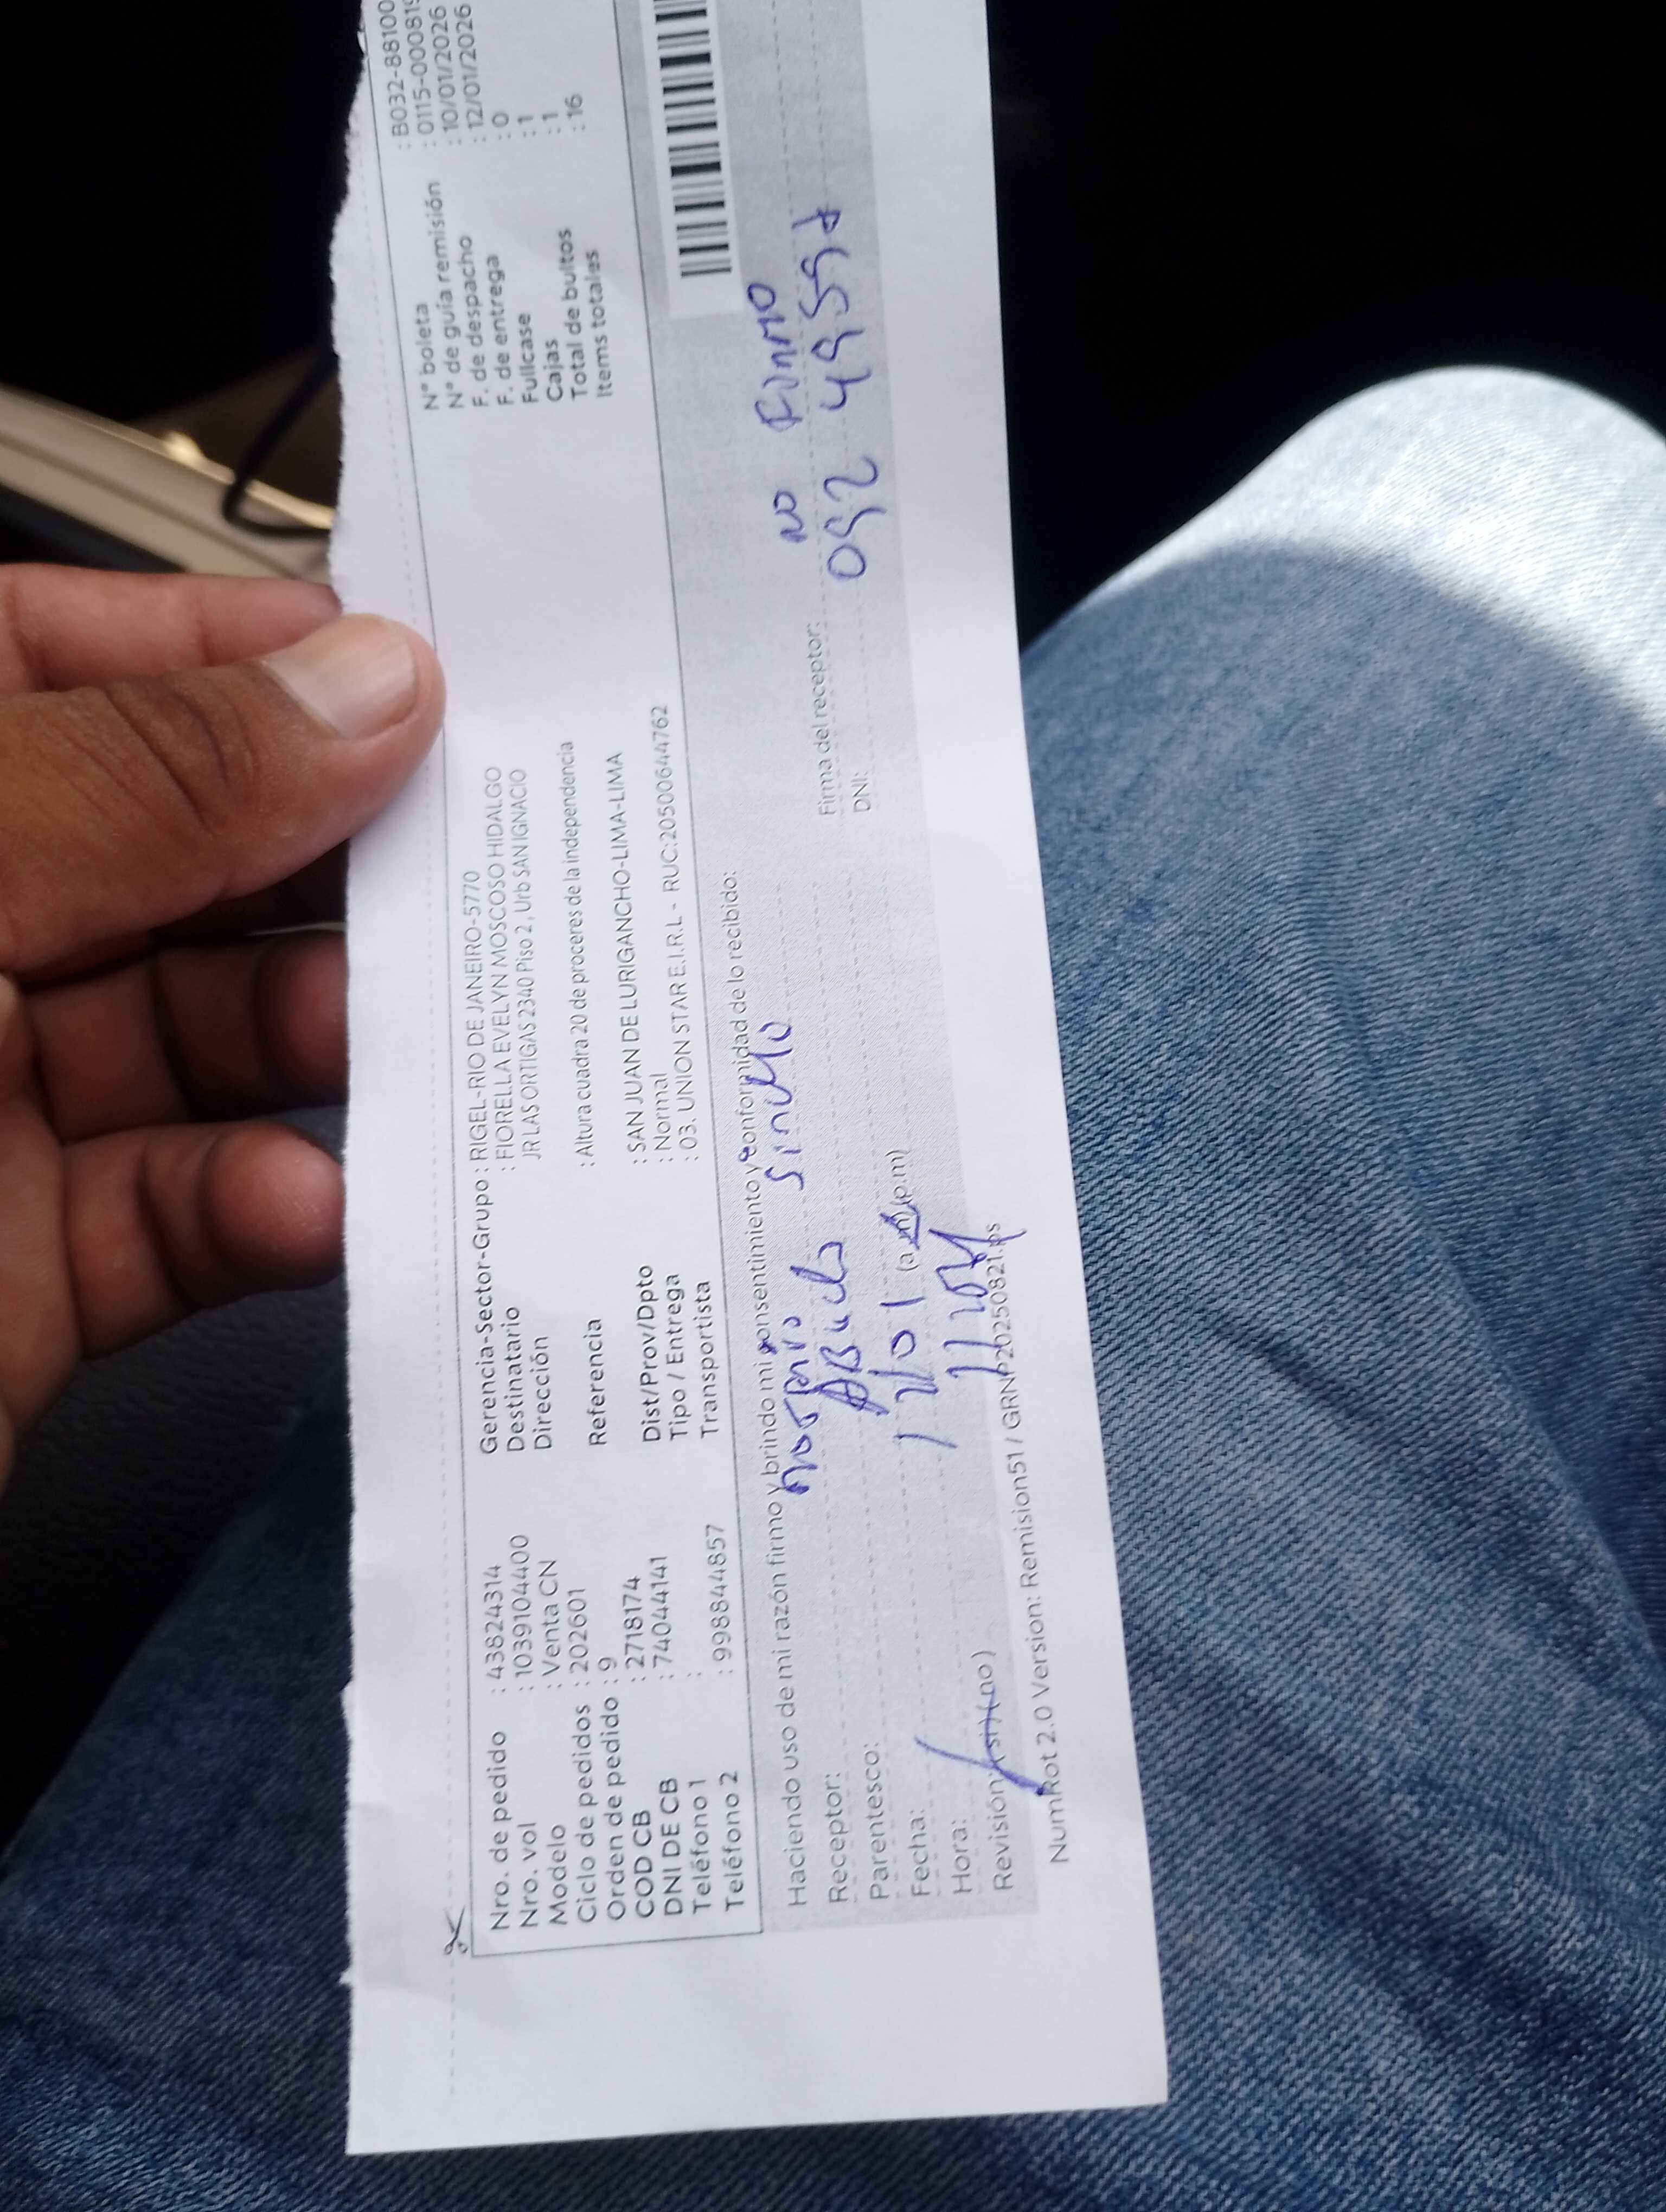 Nro. de pedido : 43824314
Nro. vol : 1039104400
Modelo : Venta CN
Ciclo de pedidos : 202601
Orden de pedido : 9
COD CB : 2718174
DNI DE CB : 74044141
Teléfono 1 :
Teléfono 2 : 998844857
Gerencia-Sector-Grupo : RIGEL-RIO DE JANEIRO-5770
Destinatario : FIORELLA EVELYN MOSCOSO HIDALGO
Dirección JR LAS ORTIGAS 2340 Piso 2, Urb SAN IGNACIO
Referencia : Altura cuadra 20 de proceres de la independencia
Dist/Prov/Dpto : SAN JUAN DE LURIGANCHO-LIMA-LIMA
Tipo / Entrega : Normal
Transportista : 03. UNION STAR E.I.R.L - RUC:20500644762
N° boleta : B032-88100
N° de guía remisión : 0115-000819
F. de despacho : 10/01/2026
F. de entrega : 12/01/2026
Fullcase : 0
Cajas : 1
Total de bultos : 1
Items totales : 16
Haciendo uso de mi razón firmo y brindo mi consentimiento y conformidad de lo recibido:
Receptor:
Parentesco: ABuelo
Fecha:
Hora: (p.m)
Revisión (si) (no)
Firma del receptor: no Firmo
DNI:
NumRot 2.0 Version: Remision51 / GRNP20250821.ps